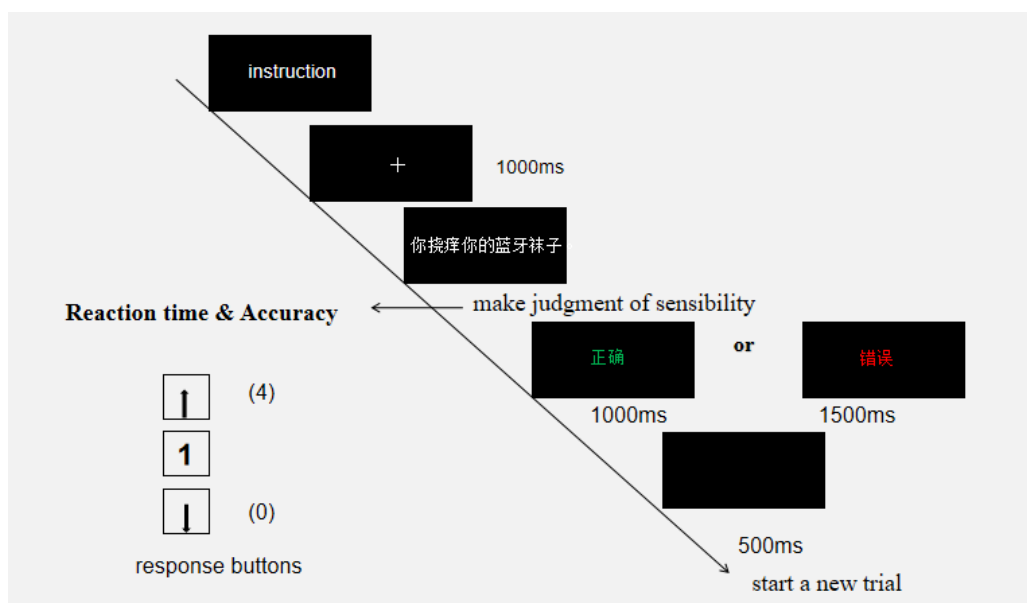 instruction
+
1000ms
你挠痒你的蓝牙袜子
make judgment of sensibility
Reaction time & Accuracy
正确
or
错误
1000ms
1500ms
(4)
1
(0)
response buttons
500ms
start a new trial